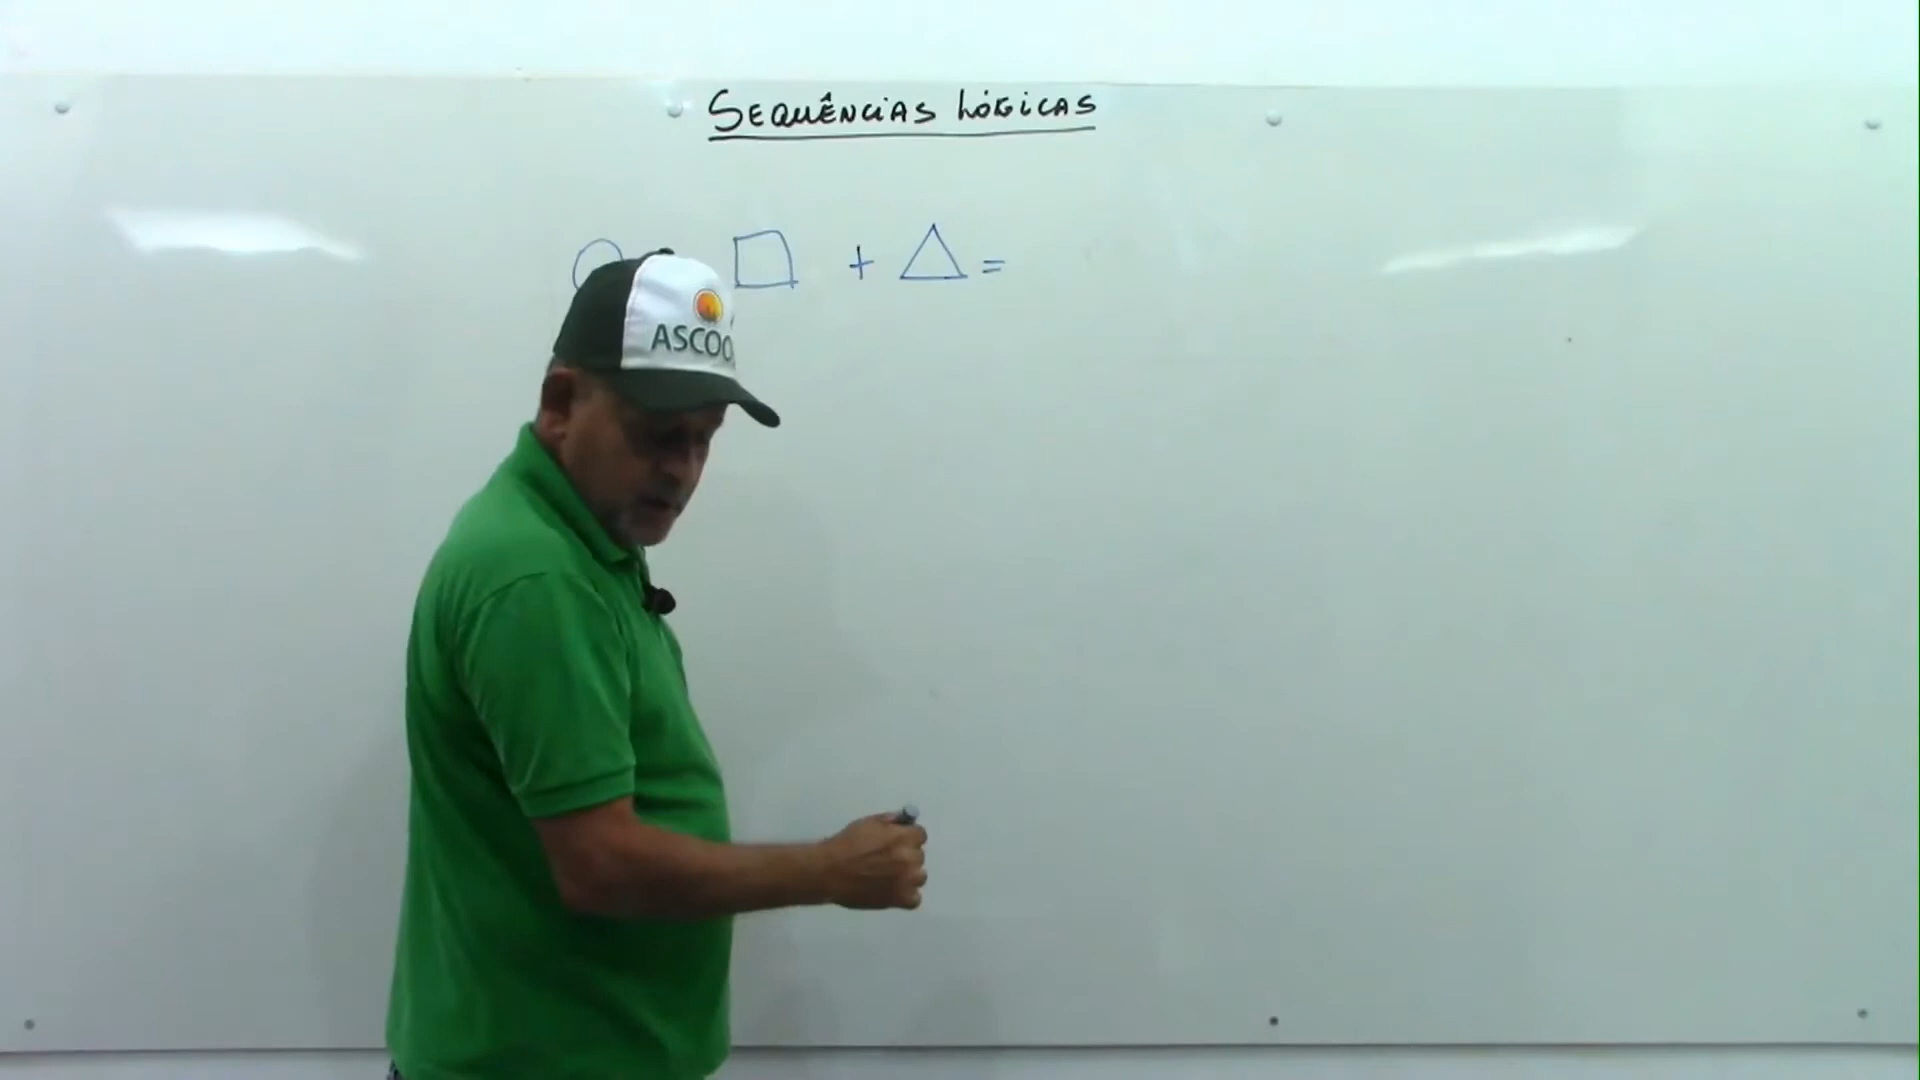 SEQUÊNCIAS LÓGICAS
+ =
ASCOO